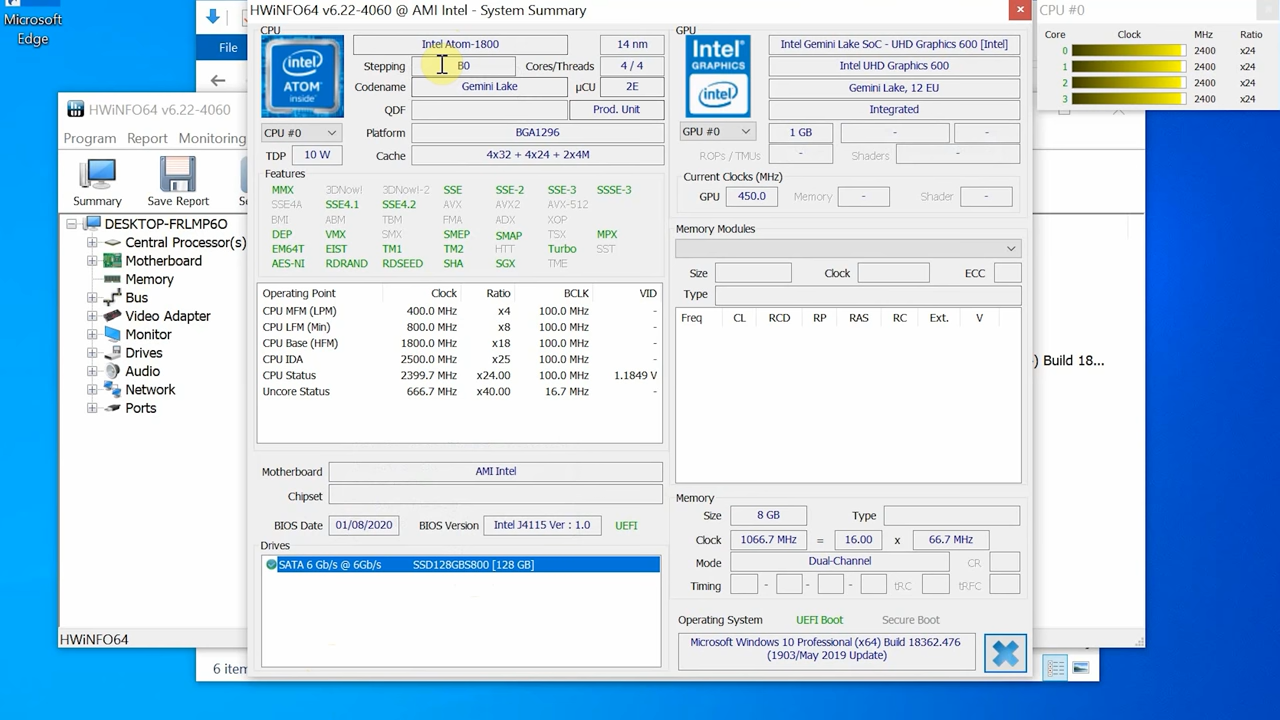 Microsoft
Edge
File
HWiNFO64 v6.22-4060
Program Report Monitoring
Summary
Save Report
DESKTOP-FRLMP6O
Central Processor(s)
Motherboard
Memory
Bus
Video Adapter
Monitor
Drives
Audio
Network
Ports
HWiNFO64
) Build 18...
HWiNFO64 v6.22-4060 @ AMI Intel - System Summary
CPU
intel
ATOM
inside
Intel Atom-1800 14 nm
Stepping B0 Cores/Threads 4 / 4
Codename Gemini Lake µCU 2E
QDF Prod. Unit
CPU #0 Platform BGA1296
TDP 10 W Cache 4x32 + 4x24 + 2x4M
Features
MMX 3DNow! 3DNow!-2 SSE SSE-2 SSE-3 SSSE-3
SSE4A SSE4.1 SSE4.2 AVX AVX2 AVX-512
BMI ABM TBM FMA ADX XOP
DEP VMX SMX SMEP SMAP TSX MPX
EM64T EIST TM1 TM2 HTT Turbo SST
AES-NI RDRAND RDSEED SHA SGX TME
Operating Point Clock Ratio BCLK VID
CPU MFM (LPM) 400.0 MHz x4 100.0 MHz -
CPU LFM (Min) 800.0 MHz x8 100.0 MHz -
CPU Base (HFM) 1800.0 MHz x18 100.0 MHz -
CPU IDA 2500.0 MHz x25 100.0 MHz -
CPU Status 2399.7 MHz x24.00 100.0 MHz 1.1849 V
Uncore Status 666.7 MHz x40.00 16.7 MHz -
Motherboard AMI Intel
Chipset
BIOS Date 01/08/2020 BIOS Version Intel J4115 Ver : 1.0 UEFI
Drives
SATA 6 Gb/s @ 6Gb/s SSD128GBS800 [128 GB]
GPU
Intel
GRAPHICS
intel
Intel Gemini Lake SoC - UHD Graphics 600 [Intel]
Intel UHD Graphics 600
Gemini Lake, 12 EU
Integrated
GPU #0 1 GB - -
ROPs / TMUs - Shaders -
Current Clocks (MHz)
GPU 450.0 Memory - Shader -
Memory Modules
Size Clock ECC
Type
Freq CL RCD RP RAS RC Ext. V
Memory
Size 8 GB Type
Clock 1066.7 MHz = 16.00 x 66.7 MHz
Mode Dual-Channel CR
Timing - - - tRC tRFC
Operating System UEFI Boot Secure Boot
Microsoft Windows 10 Professional (x64) Build 18362.476
(1903/May 2019 Update)
CPU #0
Core Clock MHz Ratio
0 2400 x24
1 2400 x24
2 2400 x24
3 2400 x24